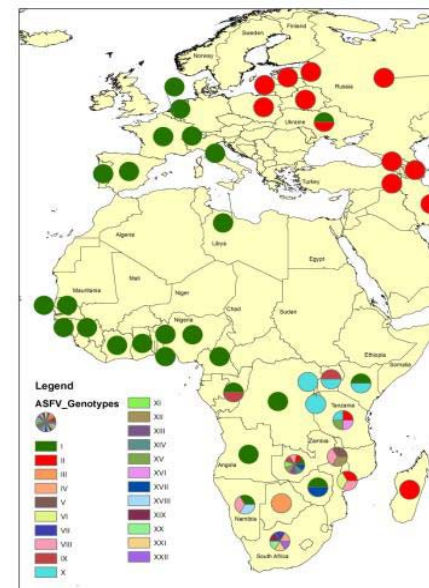 Finland
Sweden
Norway
Russia
Ukraine
Turkey
Algeria
Libya
Egypt
Mauritania
Mali
Niger
Chad
Sudan
Nigeria
Ethiopia
Somalia
Tanzania
Zambia
Angola
Namibia
South Africa
Legend
ASFV_Genotypes
I
II
III
IV
V
VI
VII
VIII
IX
X
XI
XII
XIII
XIV
XV
XVI
XVII
XVIII
XIX
XX
XXI
XXII